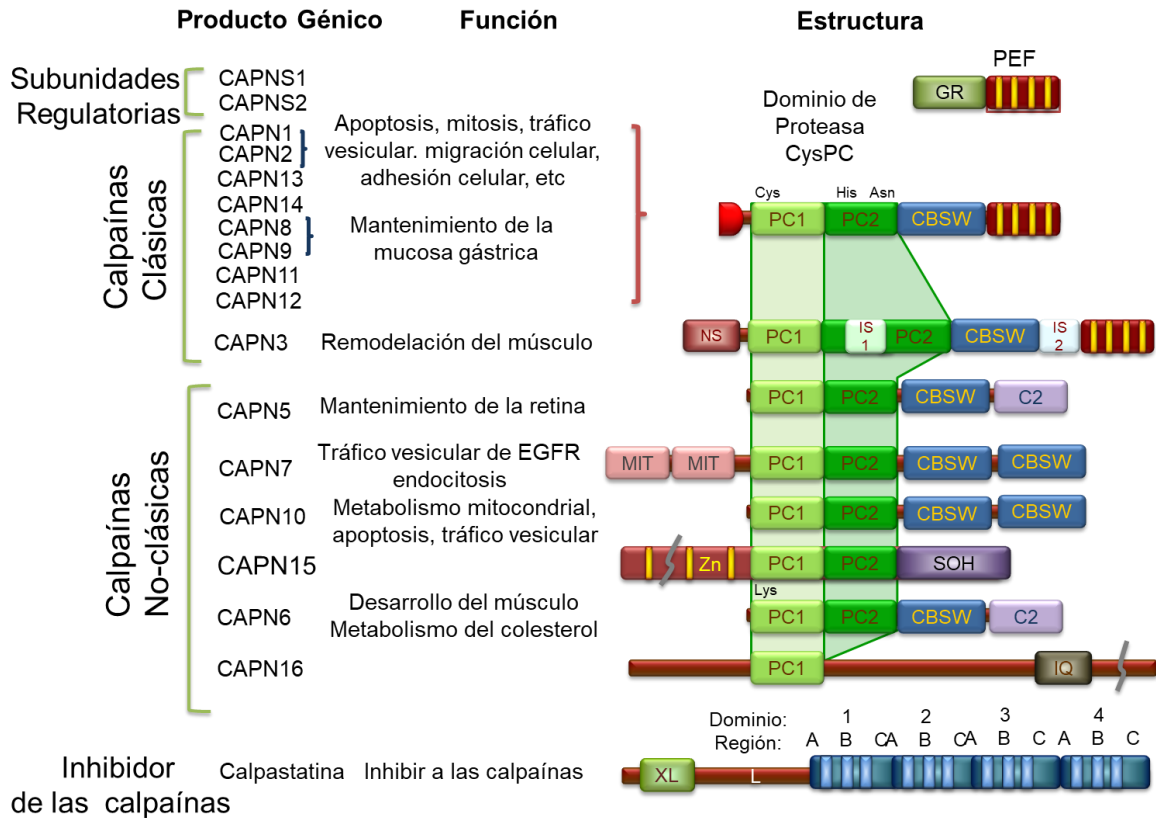 Producto Génico Función Estructura
Subunidades
Regulatorias
CAPNS1
CAPNS2
PEF
GR
Calpaínas
Clásicas
CAPN1
CAPN2
CAPN13
CAPN14
CAPN8
CAPN9
CAPN11
CAPN12
Apoptosis, mitosis, tráfico
vesicular. migración celular,
adhesión celular, etc
Mantenimiento de la
mucosa gástrica
Dominio de
Proteasa
CysPC
Cys His Asn
PC1 PC2 CBSW
CAPN3 Remodelación del músculo
NS PC1 IS 1 PC2 CBSW IS 2
Calpaínas
No-clásicas
CAPN5 Mantenimiento de la retina
PC1 PC2 CBSW C2
CAPN7 Tráfico vesicular de EGFR
endocitosis
MIT MIT PC1 PC2 CBSW CBSW
CAPN10 Metabolismo mitocondrial,
apoptosis, tráfico vesicular
PC1 PC2 CBSW CBSW
CAPN15
Zn PC1 PC2 SOH
Lys
CAPN6 Desarrollo del músculo
Metabolismo del colesterol
PC1 PC2 CBSW C2
CAPN16
PC1 IQ
Dominio: 1 2 3 4
Región: A B C A B C A B C A B C
Inhibidor
de las calpaínas
Calpastatina Inhibir a las calpaínas
XL L